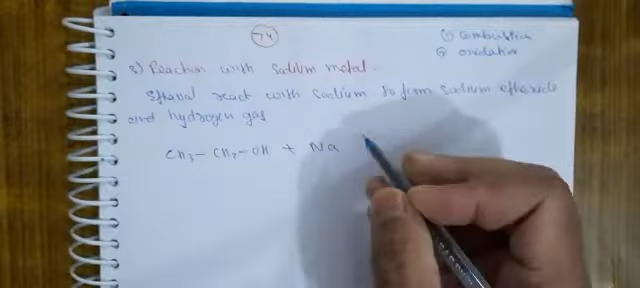 74
① Combustion
② oxidation
3) Reaction with Sodium metal.
Ethanol react with Sodium to form Sodium ethoxide
and hydrogen gas
CH₃ — CH₂ — OH + Na